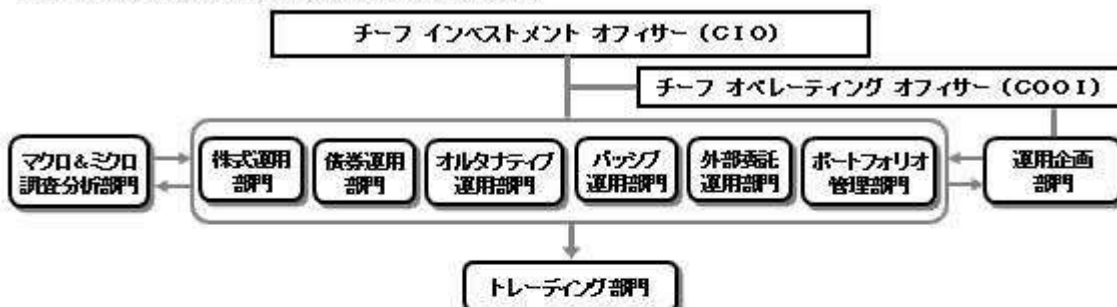 チーフ インベストメント オフィサー (CIO)
チーフ オペレーティング オフィサー (COOI)
マクロ&ミクロ
調査分析部門
株式運用
部門
債券運用
部門
オルタナティブ
運用部門
パッシブ
運用部門
外部委託
運用部門
ポートフォリオ
管理部門
運用企画
部門
トレーディング部門